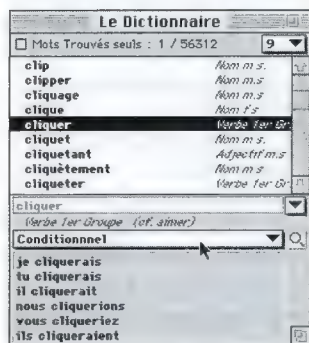 Le Dictionnaire
Mots Trouvés seuls : 1 / 56312 9
clip Nom m s.
clipper Nom m.s.
cliquage Nom m.s
clique Nom f s
cliquer Verbe 1er Gr
cliquet Nom m s.
cliquetant Adjectif m.s
cliquètement Nom m s
cliqueter Verbe 1er Gr
cliquer
Verbe 1er Groupe (cf. aimer)
Conditionnnel
je cliquerais
tu cliquerais
il cliquerait
nous cliquerions
vous cliqueriez
ils cliqueraient